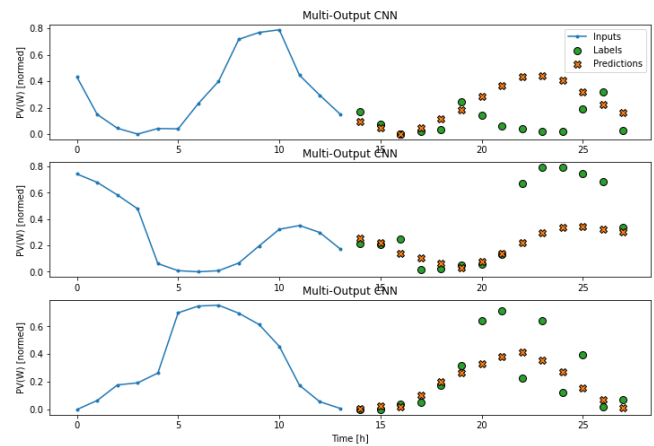 Multi-Output CNN
PV(W) [normed]
0.8
0.6
0.4
0.2
0.0
Inputs
Labels
Predictions
0 5 10 15 20 25
Multi-Output CNN
PV(W) [normed]
0.8
0.6
0.4
0.2
0.0
0 5 10 15 20 25
Multi-Output CNN
PV(W) [normed]
0.6
0.4
0.2
0.0
0 5 10 15 20 25
Time [h]